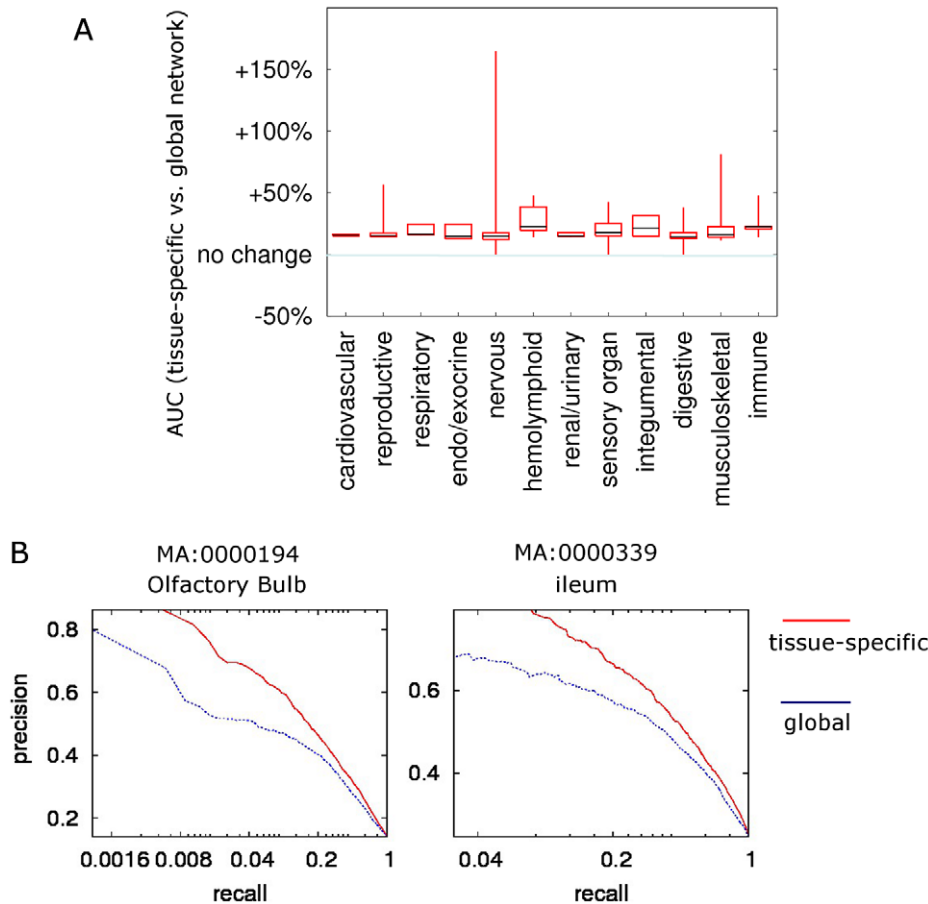 A
AUC (tissue-specific vs. global network)
+150%
+100%
+50%
no change
-50%
cardiovascular
reproductive
respiratory
endo/exocrine
nervous
hemolymphoid
renal/urinary
sensory organ
integumental
digestive
musculoskeletal
immune
B
MA:0000194
Olfactory Bulb
MA:0000339
ileum
precision
0.8
0.6
0.4
0.2
0.0016 0.008 0.04 0.2 1
recall
0.6
0.4
0.04 0.2 1
recall
tissue-specific
global